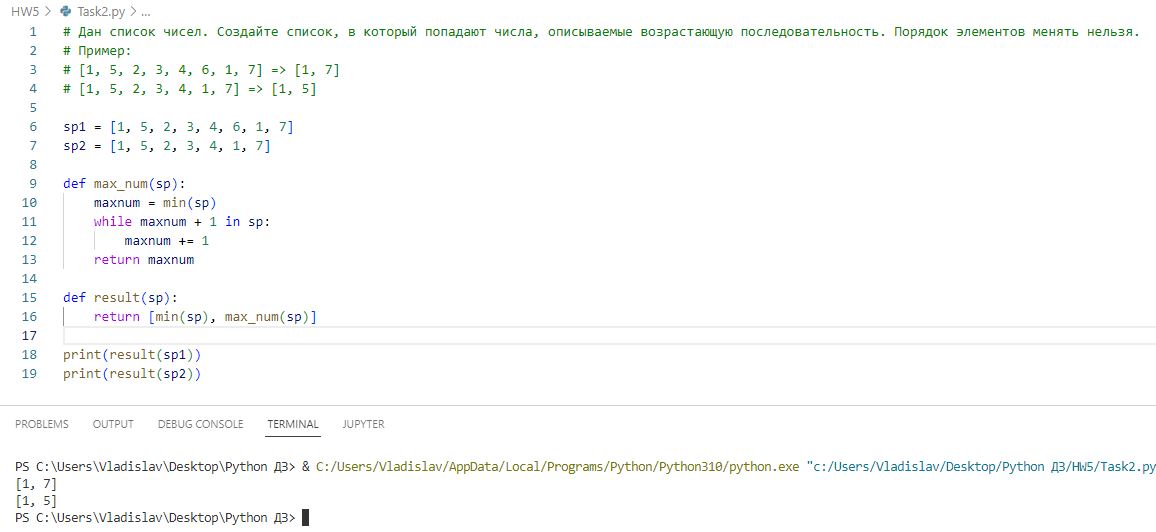 HW5 > Task2.py > ...
1 # Дан список чисел. Создайте список, в который попадают числа, описываемые возрастающую последовательность. Порядок элементов менять нельзя.
2 # Пример:
3 # [1, 5, 2, 3, 4, 6, 1, 7] => [1, 7]
4 # [1, 5, 2, 3, 4, 1, 7] => [1, 5]
5
6 sp1 = [1, 5, 2, 3, 4, 6, 1, 7]
7 sp2 = [1, 5, 2, 3, 4, 1, 7]
8
9 def max_num(sp):
10     maxnum = min(sp)
11     while maxnum + 1 in sp:
12         maxnum += 1
13     return maxnum
14
15 def result(sp):
16     return [min(sp), max_num(sp)]
17
18 print(result(sp1))
19 print(result(sp2))
PROBLEMS OUTPUT DEBUG CONSOLE TERMINAL JUPYTER
PS C:\Users\Vladislav\Desktop\Python ДЗ> & C:/Users/Vladislav/AppData/Local/Programs/Python/Python310/python.exe "c:/Users/Vladislav/Desktop/Python ДЗ/HW5/Task2.py
[1, 7]
[1, 5]
PS C:\Users\Vladislav\Desktop\Python ДЗ>